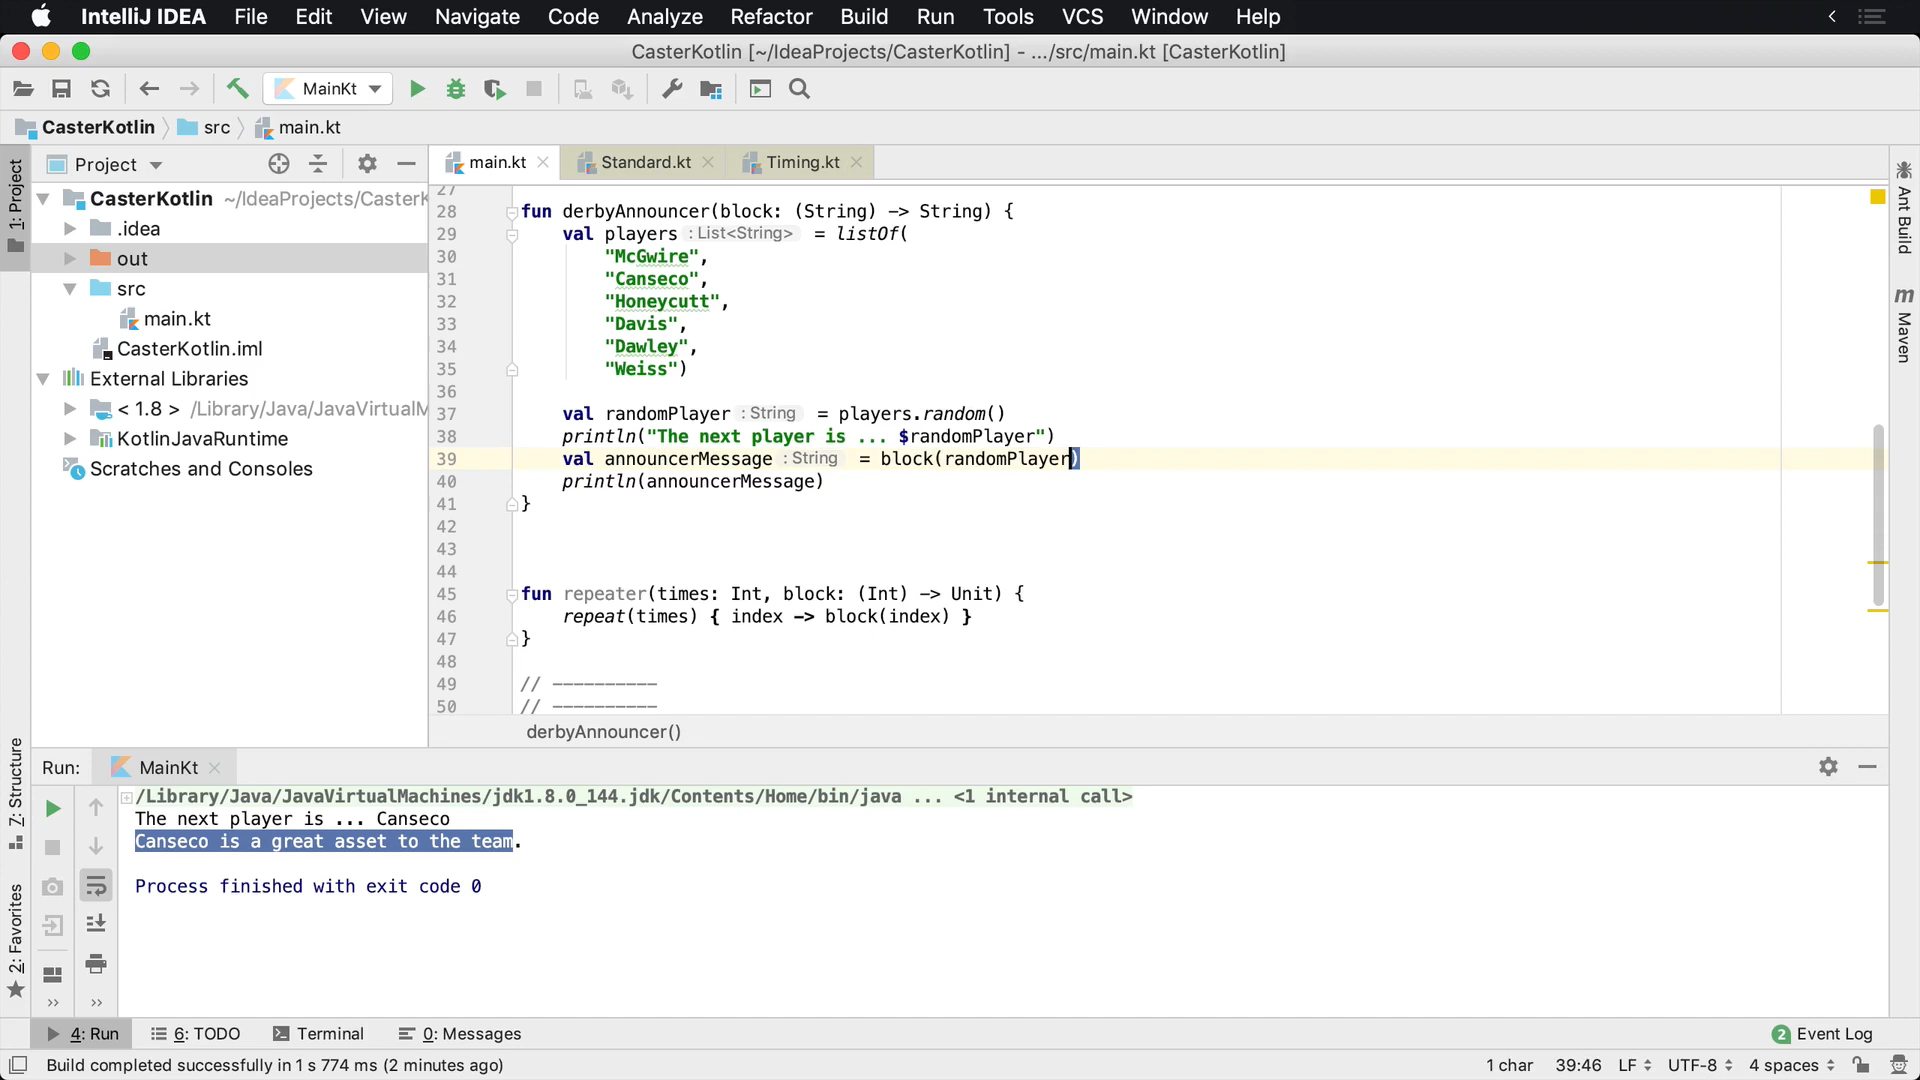 IntelliJ IDEA File Edit View Navigate Code Analyze Refactor Build Run Tools VCS Window Help
CasterKotlin [~/IdeaProjects/CasterKotlin] - .../src/main.kt [CasterKotlin]
MainKt
CasterKotlin src main.kt
Project
main.kt Standard.kt Timing.kt
1: Project
CasterKotlin ~/IdeaProjects/CasterK
.idea
out
src
main.kt
CasterKotlin.iml
External Libraries
< 1.8 > /Library/Java/JavaVirtualM
KotlinJavaRuntime
Scratches and Consoles
27
28 fun derbyAnnouncer(block: (String) -> String) {
29 val players : List<String> = listOf(
30 "McGwire",
31 "Canseco",
32 "Honeycutt",
33 "Davis",
34 "Dawley",
35 "Weiss")
36
37 val randomPlayer : String = players.random()
38 println("The next player is ... $randomPlayer")
39 val announcerMessage : String = block(randomPlayer)
40 println(announcerMessage)
41 }
42
43
44
45 fun repeater(times: Int, block: (Int) -> Unit) {
46 repeat(times) { index -> block(index) }
47 }
48
49 // ----------
50 // ----------
derbyAnnouncer()
Ant Build
m Maven
Z: Structure
2: Favorites
Run: MainKt
/Library/Java/JavaVirtualMachines/jdk1.8.0_144.jdk/Contents/Home/bin/java ... <1 internal call>
The next player is ... Canseco
Canseco is a great asset to the team.
Process finished with exit code 0
4: Run 6: TODO Terminal 0: Messages 2 Event Log
Build completed successfully in 1 s 774 ms (2 minutes ago) 1 char 39:46 LF UTF-8 4 spaces